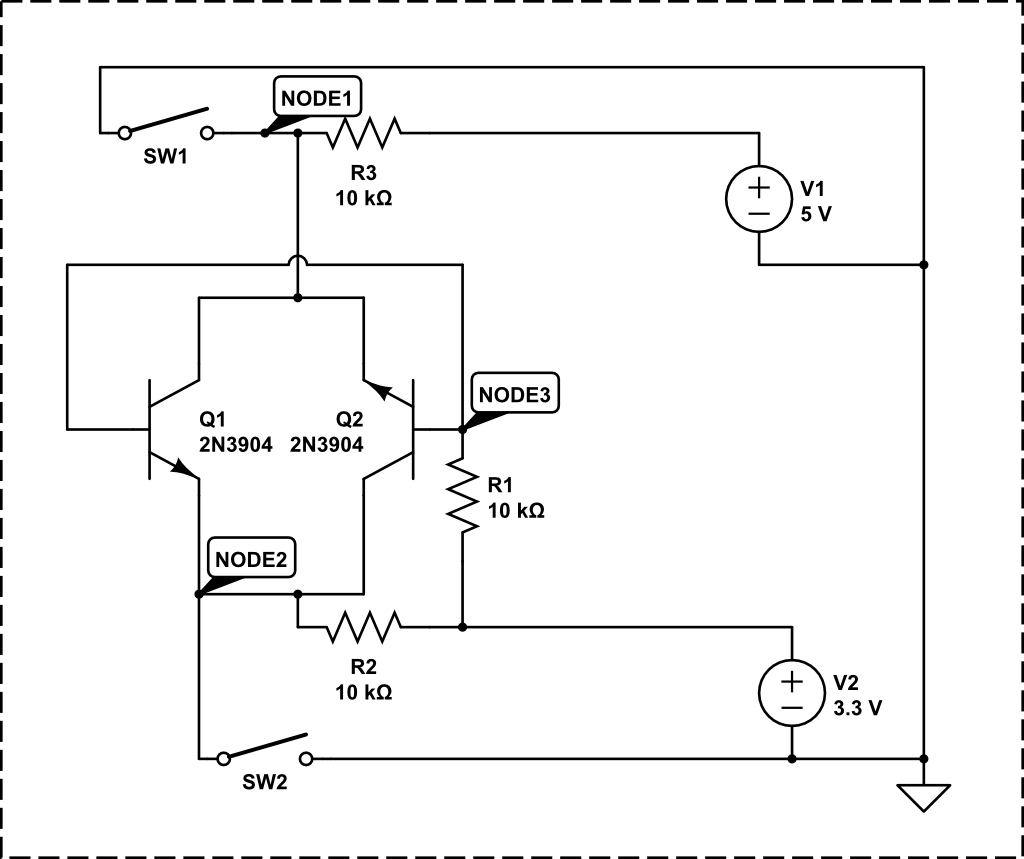 NODE1
SW1
R3
10 kΩ
V1
5 V
NODE3
Q1
2N3904
Q2
2N3904
R1
10 kΩ
NODE2
R2
10 kΩ
V2
3.3 V
SW2